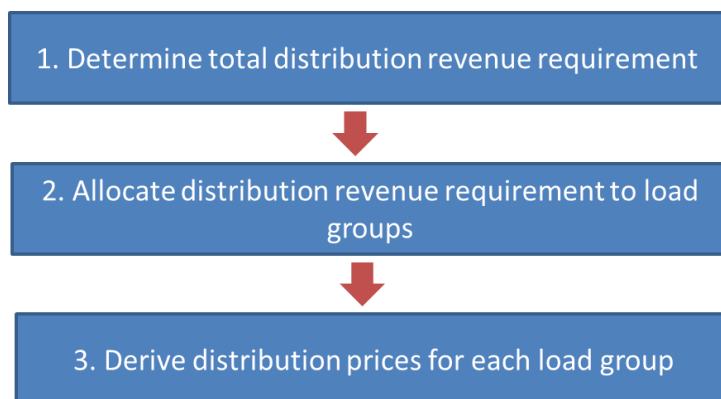 1. Determine total distribution revenue requirement
2. Allocate distribution revenue requirement to load
groups
3. Derive distribution prices for each load group